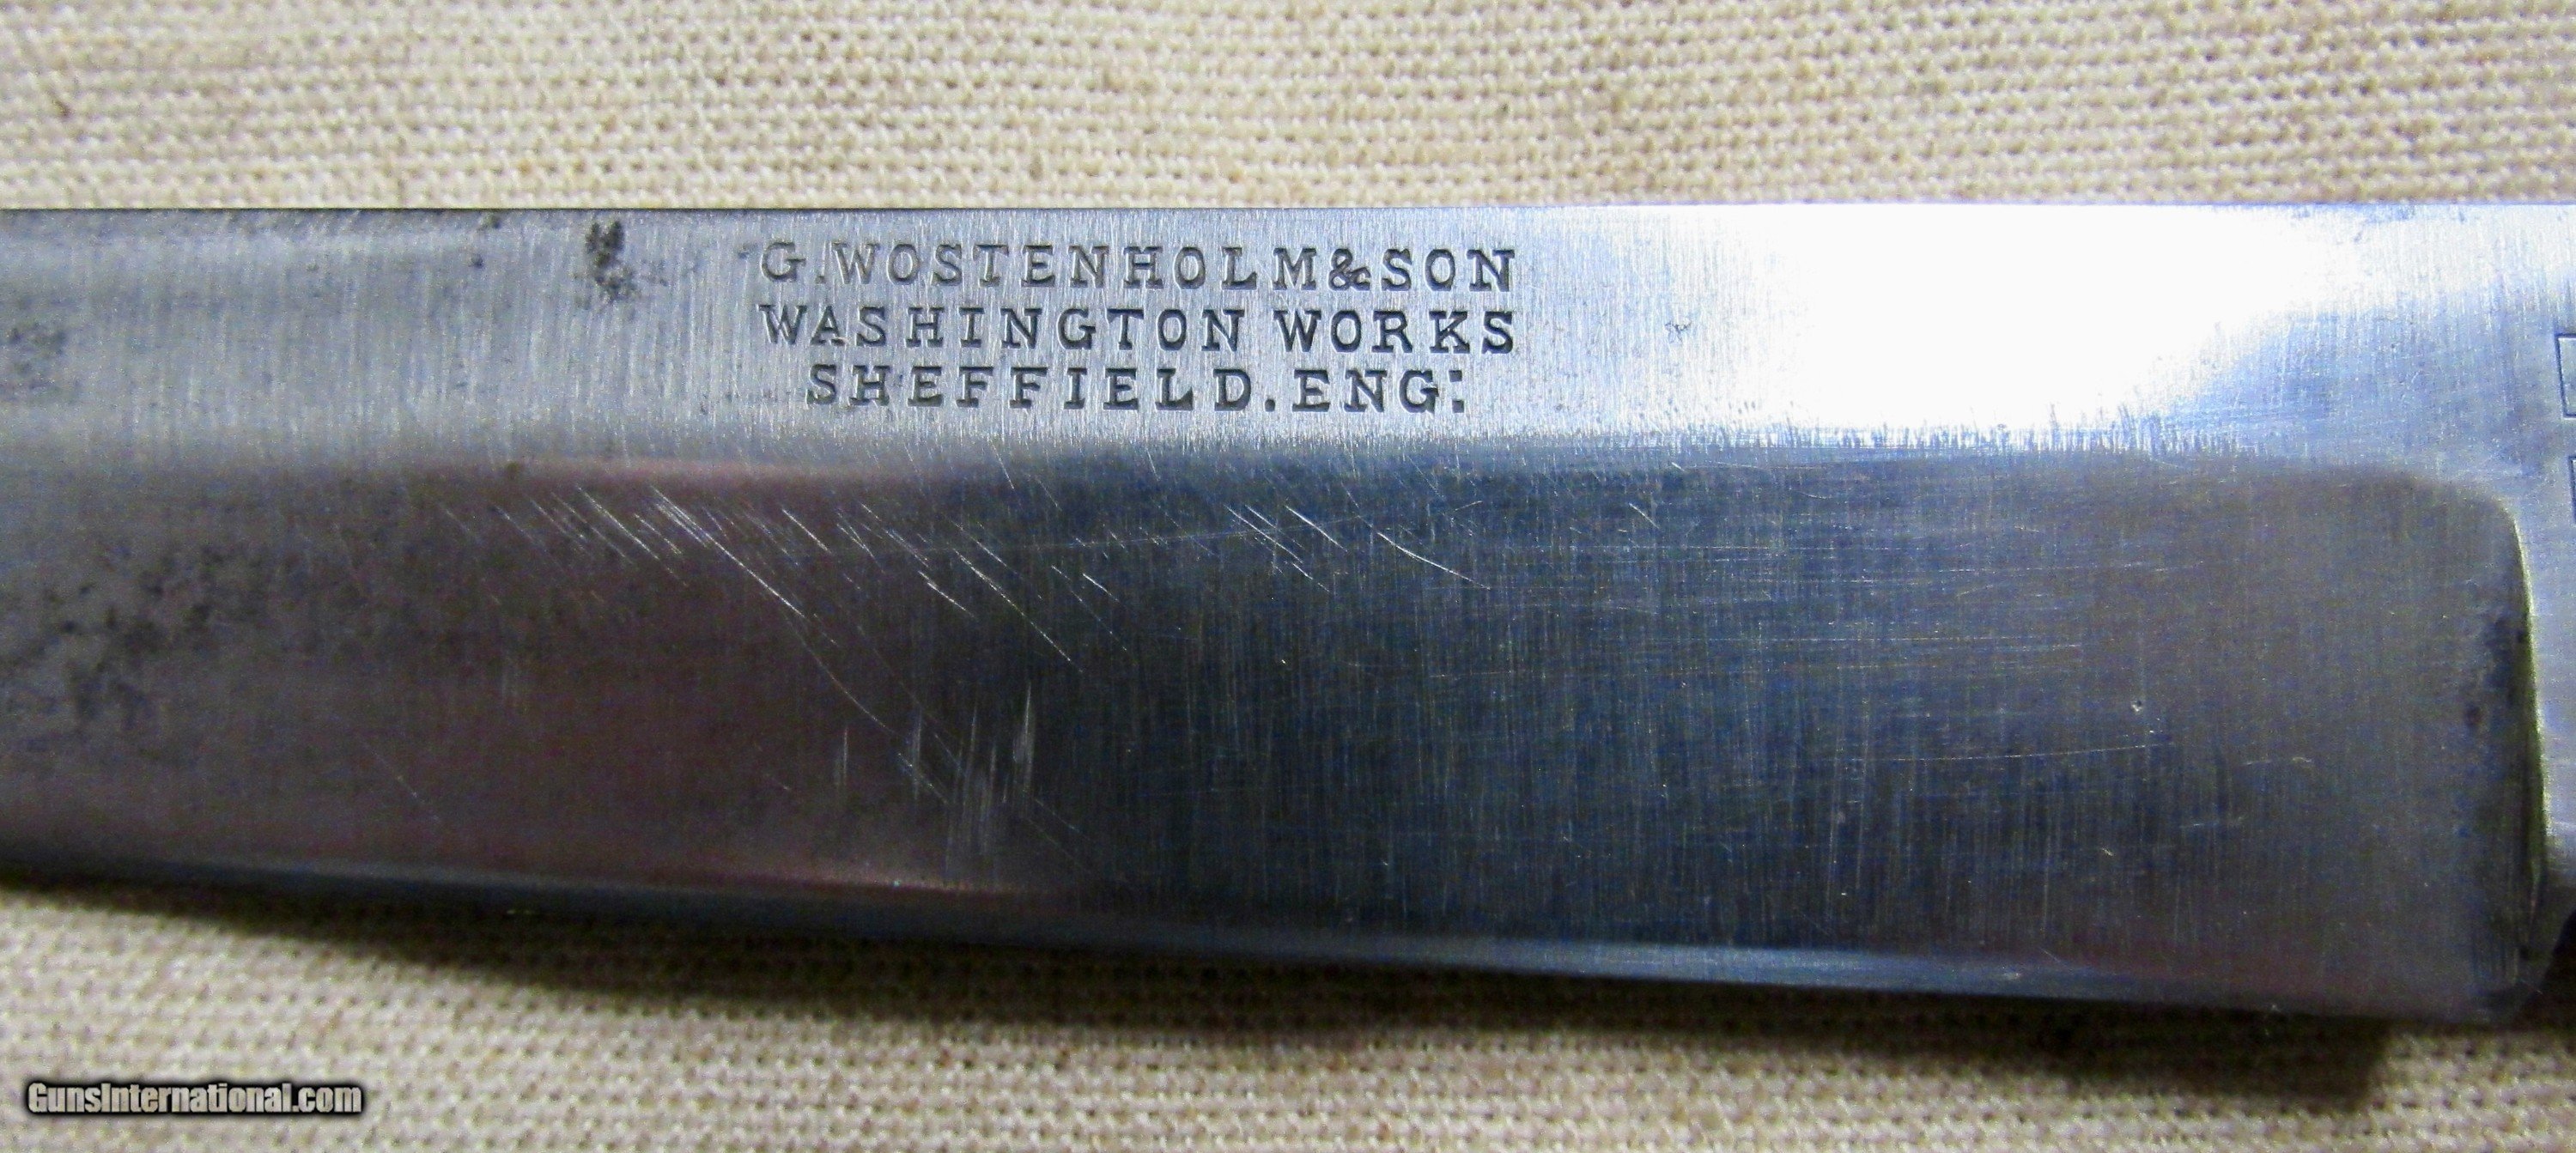 G.WOSTENHOLM&SON
WASHINGTON WORKS
SHEFFIELD.ENG:
GunsInternational.com